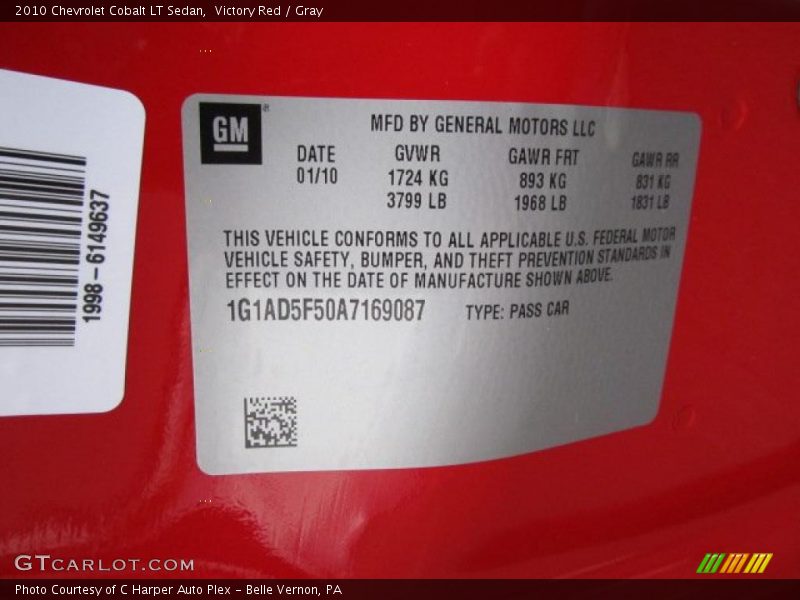 2010 Chevrolet Cobalt LT Sedan,  Victory Red / Gray
GM®
MFD BY GENERAL MOTORS LLC
DATE GVWR GAWR FRT GAWR RR
01/10 1724 KG 893 KG 831 KG
3799 LB 1968 LB 1831 LB
THIS VEHICLE CONFORMS TO ALL APPLICABLE U.S. FEDERAL MOTOR
VEHICLE SAFETY, BUMPER, AND THEFT PREVENTION STANDARDS IN
EFFECT ON THE DATE OF MANUFACTURE SHOWN ABOVE.
1G1AD5F50A7169087 TYPE: PASS CAR
1998-6149637
GTCARLOT.COM
Photo Courtesy of C Harper Auto Plex - Belle Vernon, PA